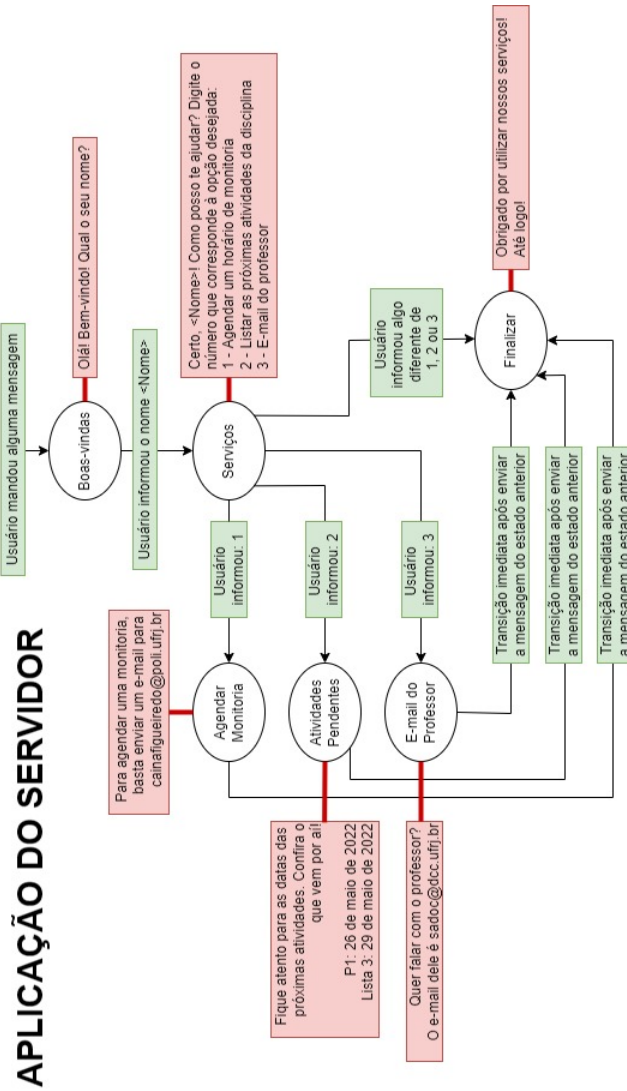 APLICAÇÃO DO SERVIDOR
Usuário mandou alguma mensagem
Boas-vindas
Olá! Bem-vindo! Qual o seu nome?
Usuário informou o nome <Nome>
Serviços
Certo, <Nome>! Como posso te ajudar? Digite o
número que corresponde à opção desejada:
1 - Agendar um horário de monitoria
2 - Listar as próximas atividades da disciplina
3 - E-mail do professor
Usuário
informou: 1
Usuário
informou: 2
Usuário
informou: 3
Usuário
informou algo
diferente de
1, 2 ou 3
Para agendar uma monitoria,
basta enviar um e-mail para
cainafigueiredo@poli.ufrj.br
Agendar
Monitoria
Fique atento para as datas das
próximas atividades. Confira o
que vem por aí!
P1: 26 de maio de 2022
Lista 3: 29 de maio de 2022
Atividades
Pendentes
Quer falar com o professor?
O e-mail dele é sadoc@dcc.ufrj.br
E-mail do
Professor
Transição imediata após enviar
a mensagem do estado anterior
Transição imediata após enviar
a mensagem do estado anterior
Transição imediata após enviar
a mensagem do estado anterior
Finalizar
Obrigado por utilizar nossos serviços!
Até logo!